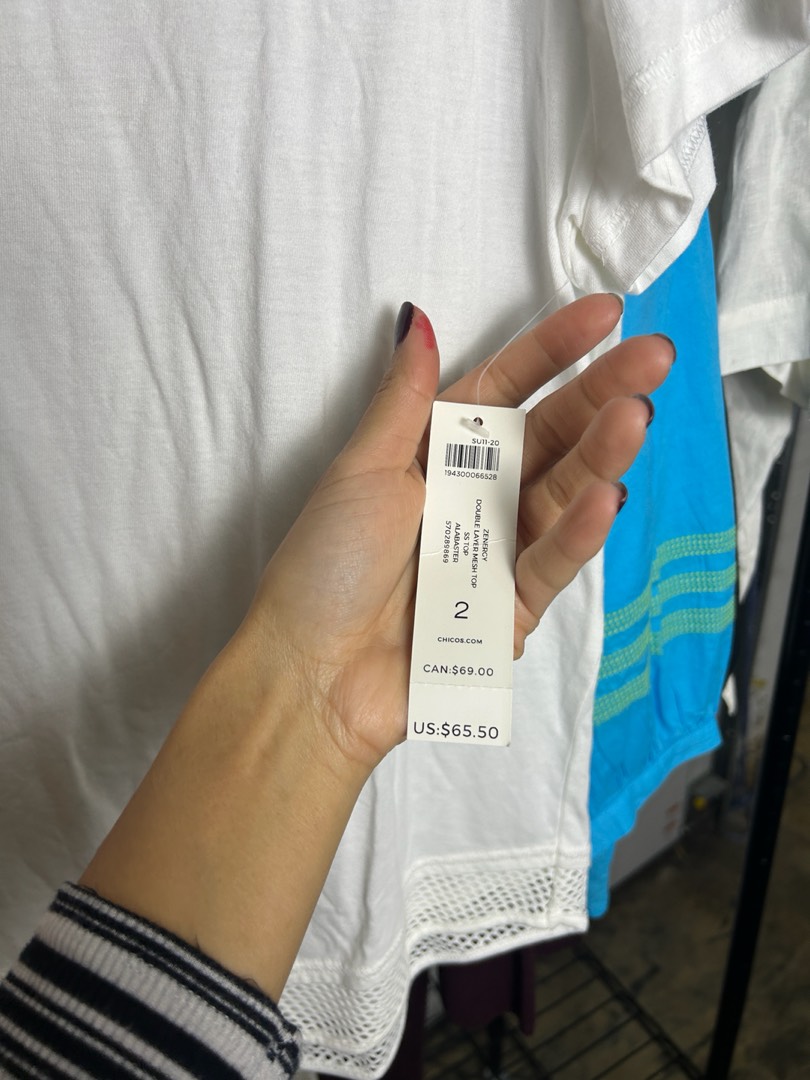 SU11-20
194300066528
ZENERGY
DOUBLE LAYER MESH TOP
SS TOP
ALABASTER
570289869
2
CHICOS.COM
CAN:$69.00
US:$65.50